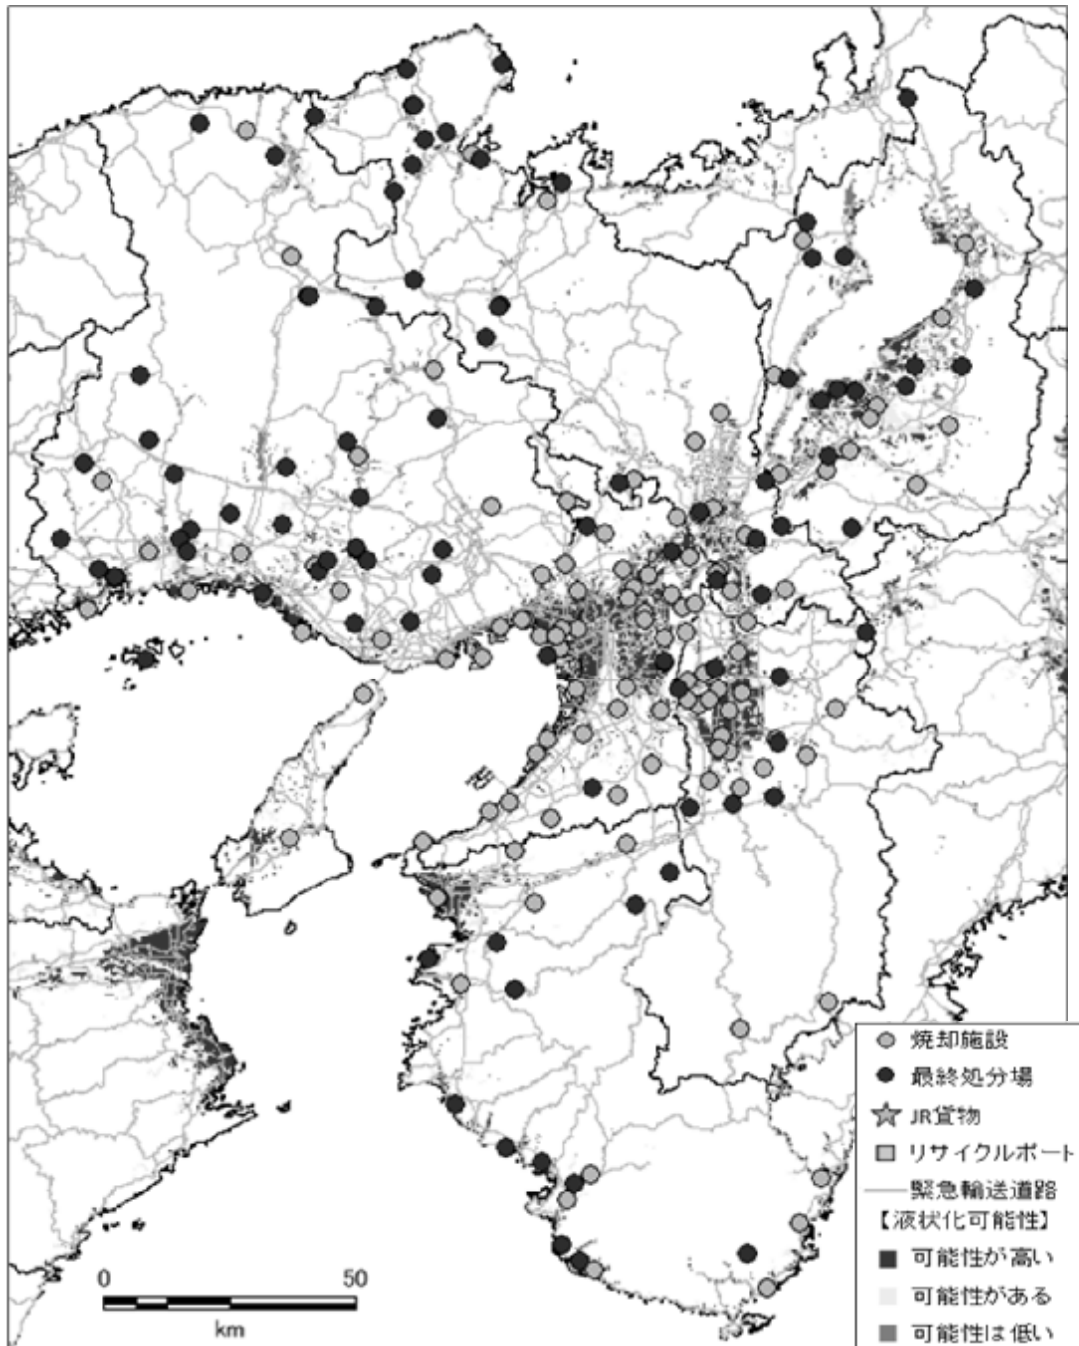 焼却施設
最終処分場
JR貨物
リサイクルポート
緊急輸送道路
【液状化可能性】
可能性が高い
可能性がある
可能性は低い
0 50
km